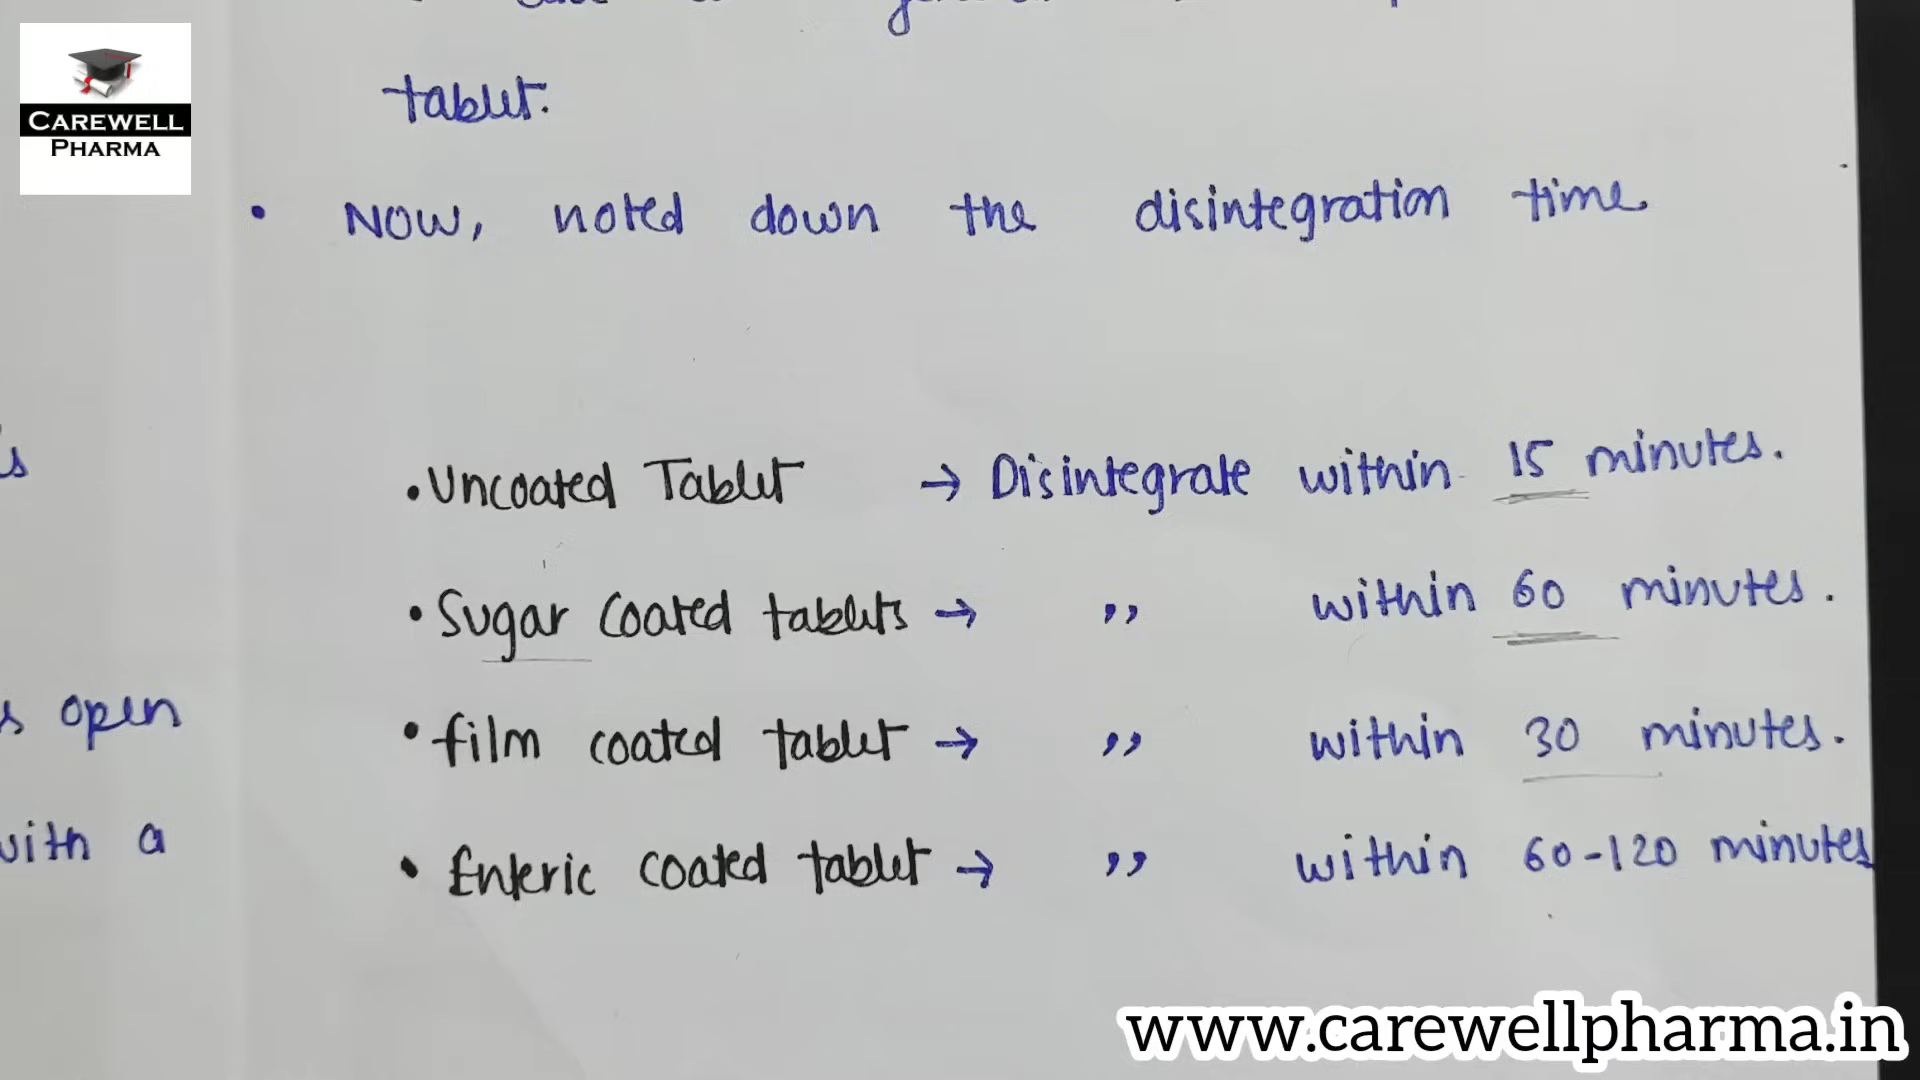 CAREWELL
PHARMA
tablet.
• Now, noted down the disintegration time
is
• Uncoated Tablet → Disintegrate within 15 minutes.
• Sugar coated tablets → ,, within 60 minutes.
s open
• film coated tablet → ,, within 30 minutes.
with a
• Enteric coated tablet → ,, within 60-120 minutes
www.carewellpharma.in